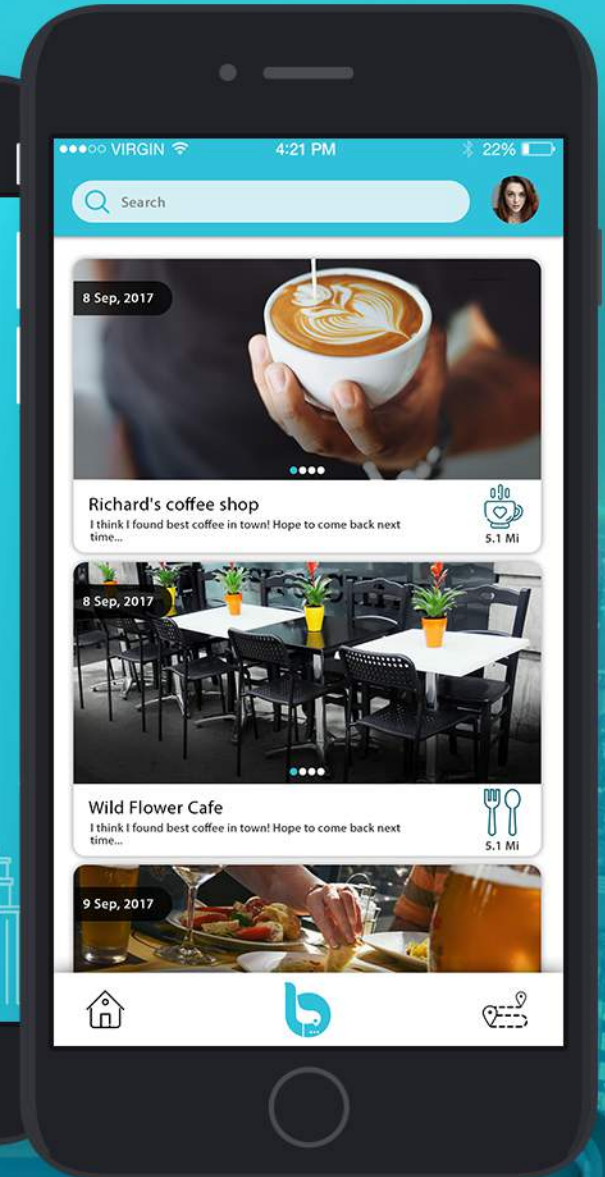 VIRGIN 4:21 PM 22%
Search
8 Sep, 2017
Richard's coffee shop
I think I found best coffee in town! Hope to come back next
time...
5.1 Mi
8 Sep, 2017
Wild Flower Cafe
I think I found best coffee in town! Hope to come back next
time...
5.1 Mi
9 Sep, 2017